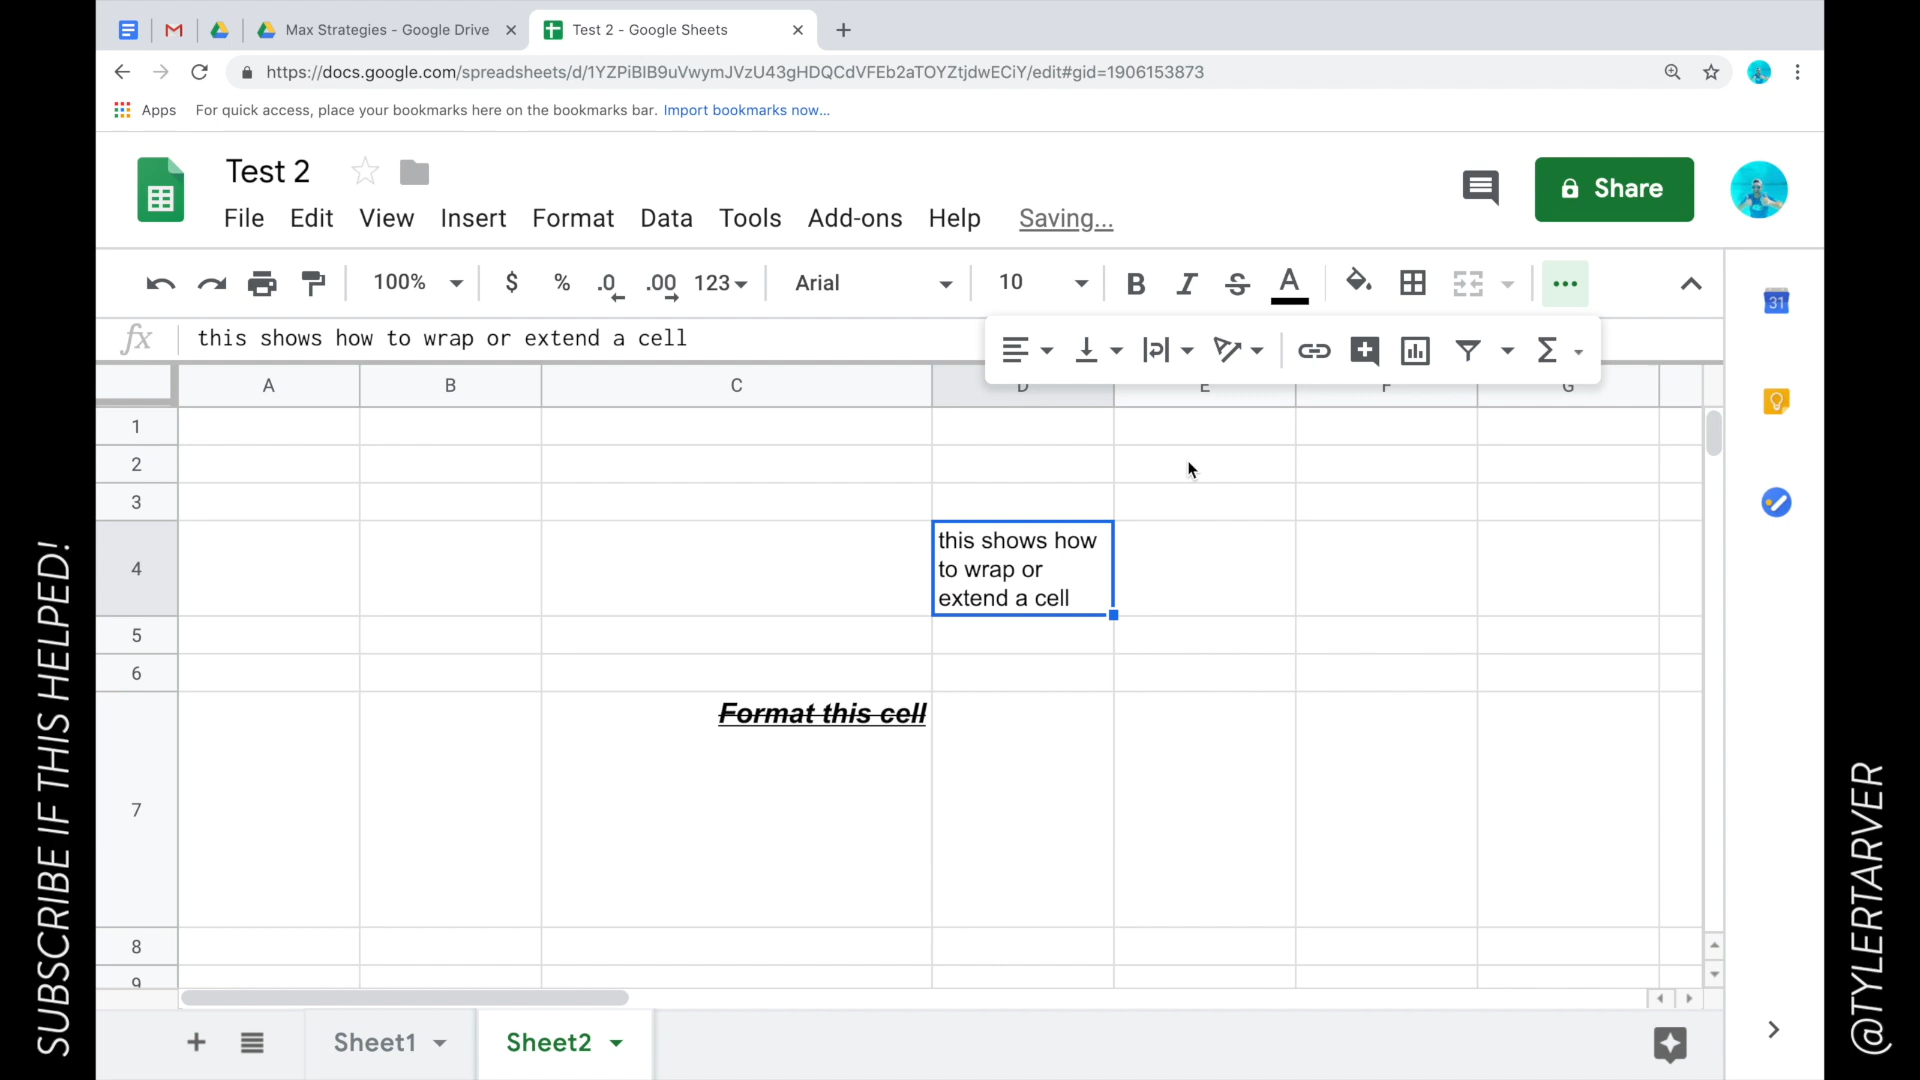 Max Strategies - Google Drive
Test 2 - Google Sheets
https://docs.google.com/spreadsheets/d/1YZPiBlB9uVwymJVzU43gHDQCdVFEb2aTOYZtjdwECiY/edit#gid=1906153873
Apps For quick access, place your bookmarks here on the bookmarks bar. Import bookmarks now...
Test 2
File Edit View Insert Format Data Tools Add-ons Help Saving...
Share
100% $ % .0 .00 123 Arial 10 B I S A
31
fx this shows how to wrap or extend a cell
A B C D E F G
1
2
3
4
this shows how
to wrap or
extend a cell
5
6
7
Format this cell
8
9
Sheet1 Sheet2
SUBSCRIBE IF THIS HELPED!
@TYLERTARVER